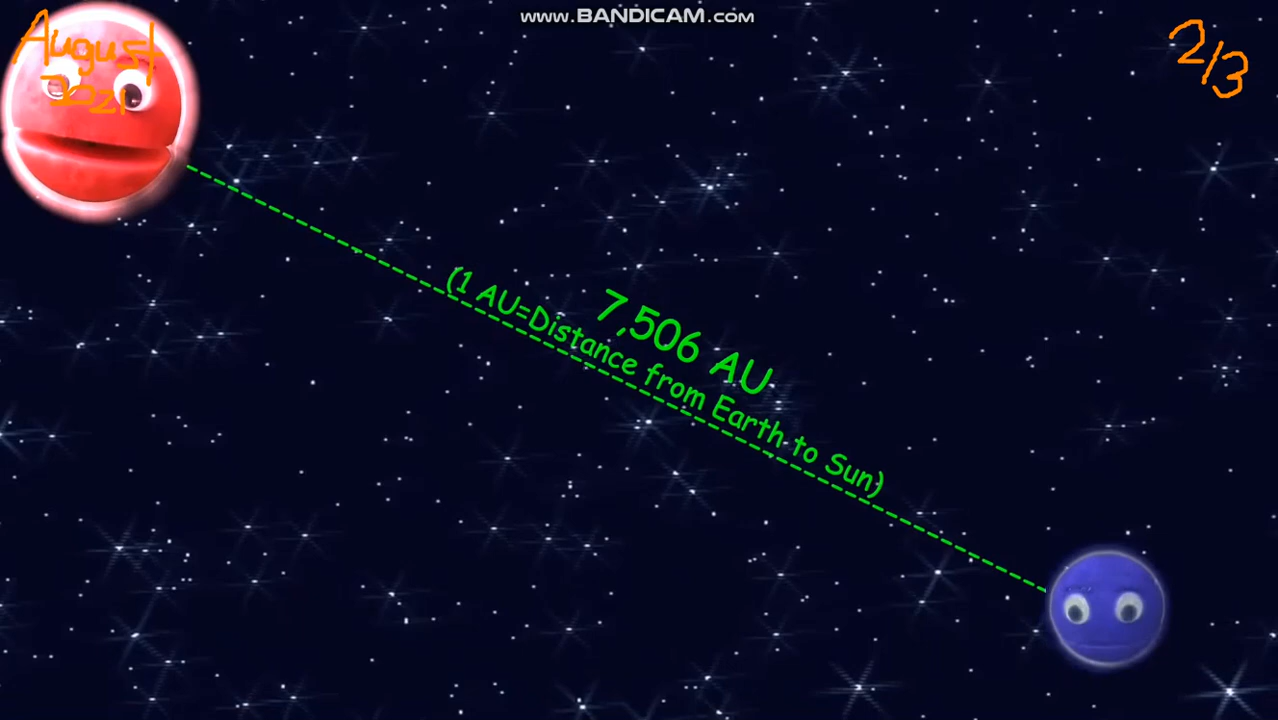 www.BANDICAM.com
August
2021
2/3
7,506 AU
(1 AU=Distance from Earth to Sun)